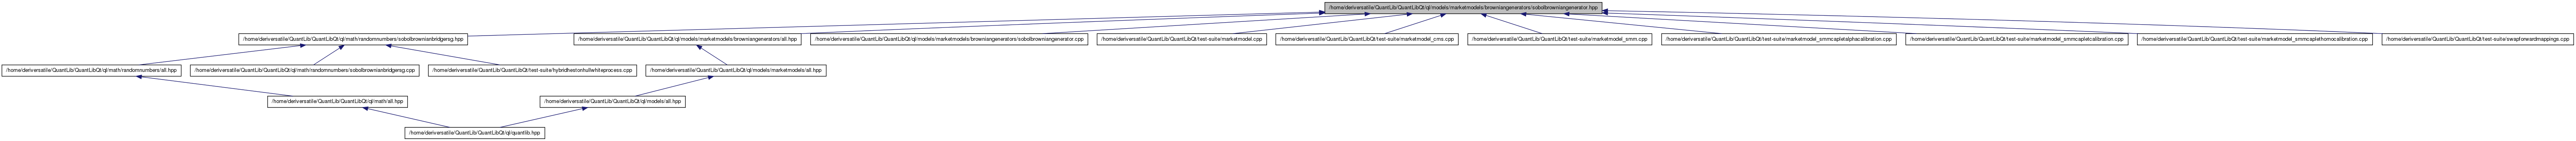 /home/deriversatile/QuantLib/QuantLibQt/ql/models/marketmodels/browniangenerators/sobolbrowniangenerator.hpp
/home/deriversatile/QuantLib/QuantLibQt/ql/math/randomnumbers/sobolbrownianbridgersg.hpp
/home/deriversatile/QuantLib/QuantLibQt/ql/models/marketmodels/browniangenerators/all.hpp
/home/deriversatile/QuantLib/QuantLibQt/ql/models/marketmodels/browniangenerators/sobolbrowniangenerator.cpp
/home/deriversatile/QuantLib/QuantLibQt/test-suite/marketmodel.cpp
/home/deriversatile/QuantLib/QuantLibQt/test-suite/marketmodel_cms.cpp
/home/deriversatile/QuantLib/QuantLibQt/test-suite/marketmodel_smm.cpp
/home/deriversatile/QuantLib/QuantLibQt/test-suite/marketmodel_smmcapletalphacalibration.cpp
/home/deriversatile/QuantLib/QuantLibQt/test-suite/marketmodel_smmcapletcalibration.cpp
/home/deriversatile/QuantLib/QuantLibQt/test-suite/marketmodel_smmcaplethomocalibration.cpp
/home/deriversatile/QuantLib/QuantLibQt/test-suite/swapforwardmappings.cpp
/home/deriversatile/QuantLib/QuantLibQt/ql/math/randomnumbers/all.hpp
/home/deriversatile/QuantLib/QuantLibQt/ql/math/randomnumbers/sobolbrownianbridgersg.cpp
/home/deriversatile/QuantLib/QuantLibQt/test-suite/hybridhestonhullwhiteprocess.cpp
/home/deriversatile/QuantLib/QuantLibQt/ql/models/marketmodels/all.hpp
/home/deriversatile/QuantLib/QuantLibQt/ql/math/all.hpp
/home/deriversatile/QuantLib/QuantLibQt/ql/models/all.hpp
/home/deriversatile/QuantLib/QuantLibQt/ql/quantlib.hpp